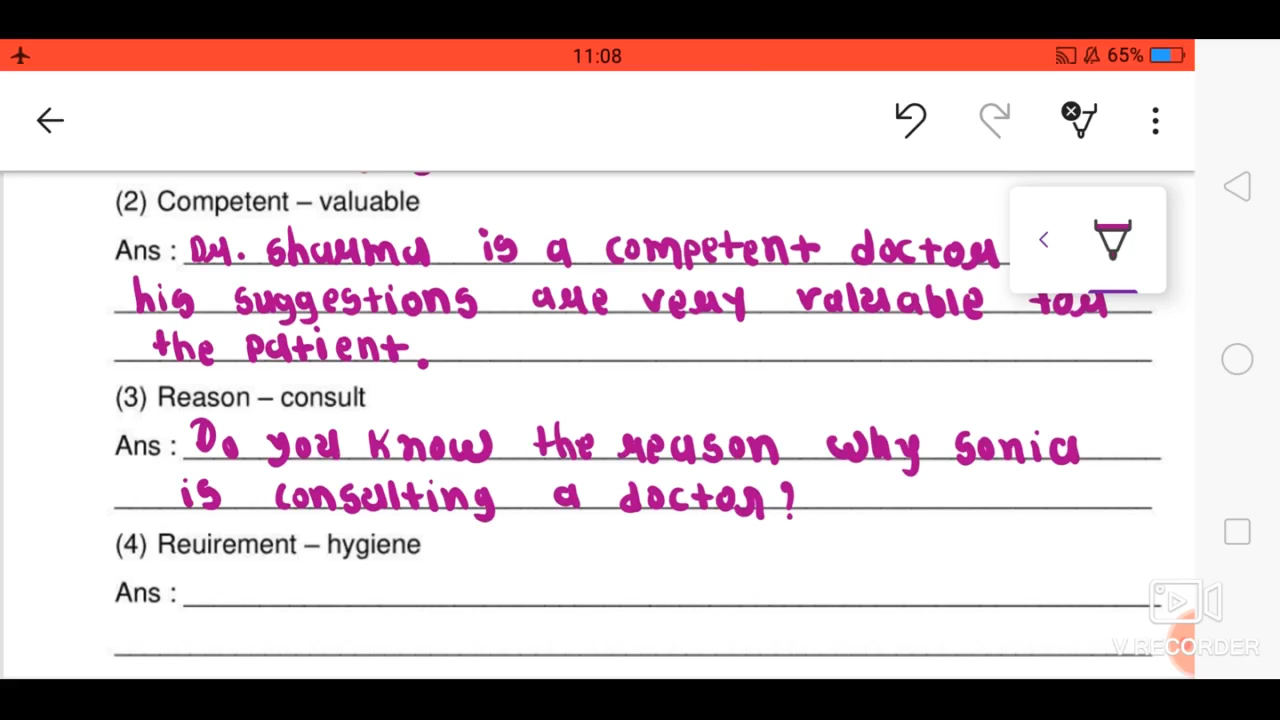 11:08
65%
(2) Competent – valuable
Ans : Dr. Sharma is a competent doctor
his suggestions are very valuable for
the patient.
(3) Reason – consult
Ans : Do you know the reason why Sonia
is consulting a doctor?
(4) Reuirement – hygiene
Ans :
V RECORDER